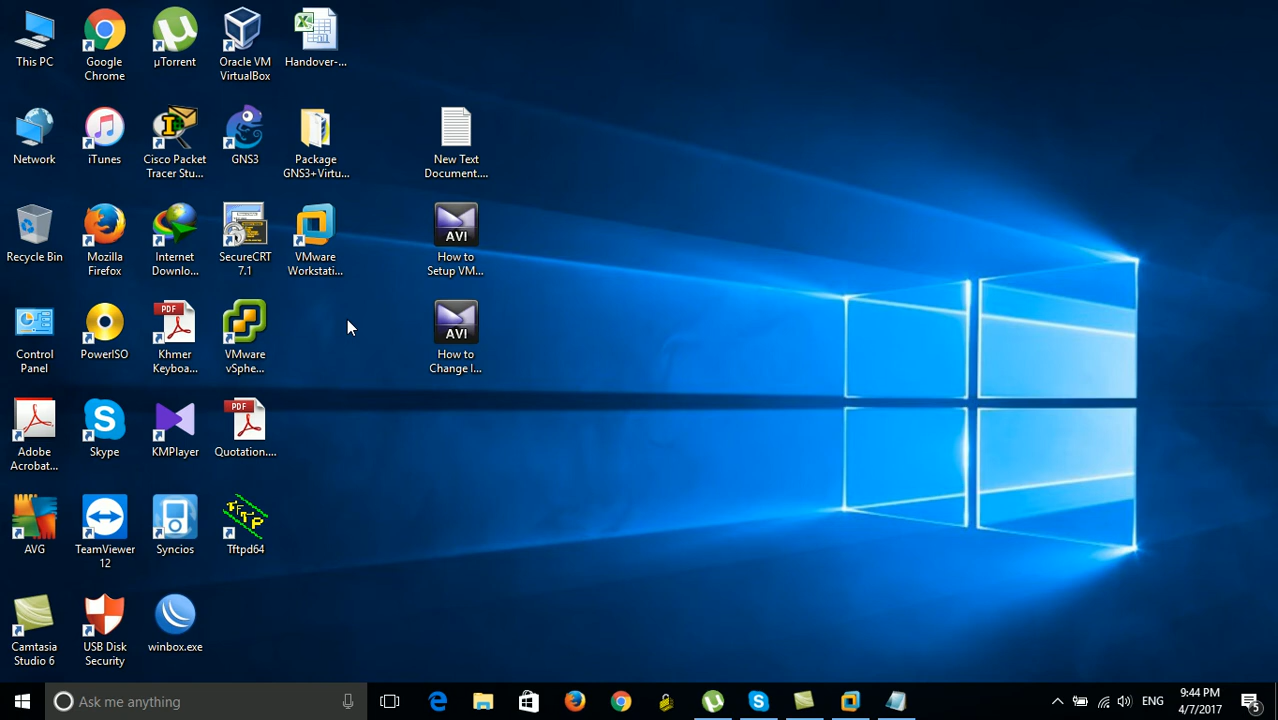 This PC
Google
Chrome
µTorrent
Oracle VM
VirtualBox
Handover-...
Network
iTunes
Cisco Packet
Tracer Stu...
GNS3
Package
GNS3+Virtu...
New Text
Document....
Recycle Bin
Mozilla
Firefox
Internet
Downlo...
SecureCRT
7.1
VMware
Workstati...
AVI
How to
Setup VM...
Control
Panel
PowerISO
PDF
Khmer
Keyboa...
VMware
vSphe...
AVI
How to
Change I...
Adobe
Acrobat...
Skype
KMPlayer
PDF
Quotation....
AVG
TeamViewer
12
Syncios
TFTP
Tftpd64
Camtasia
Studio 6
USB Disk
Security
winbox.exe
Ask me anything
ENG
9:44 PM
4/7/2017
5